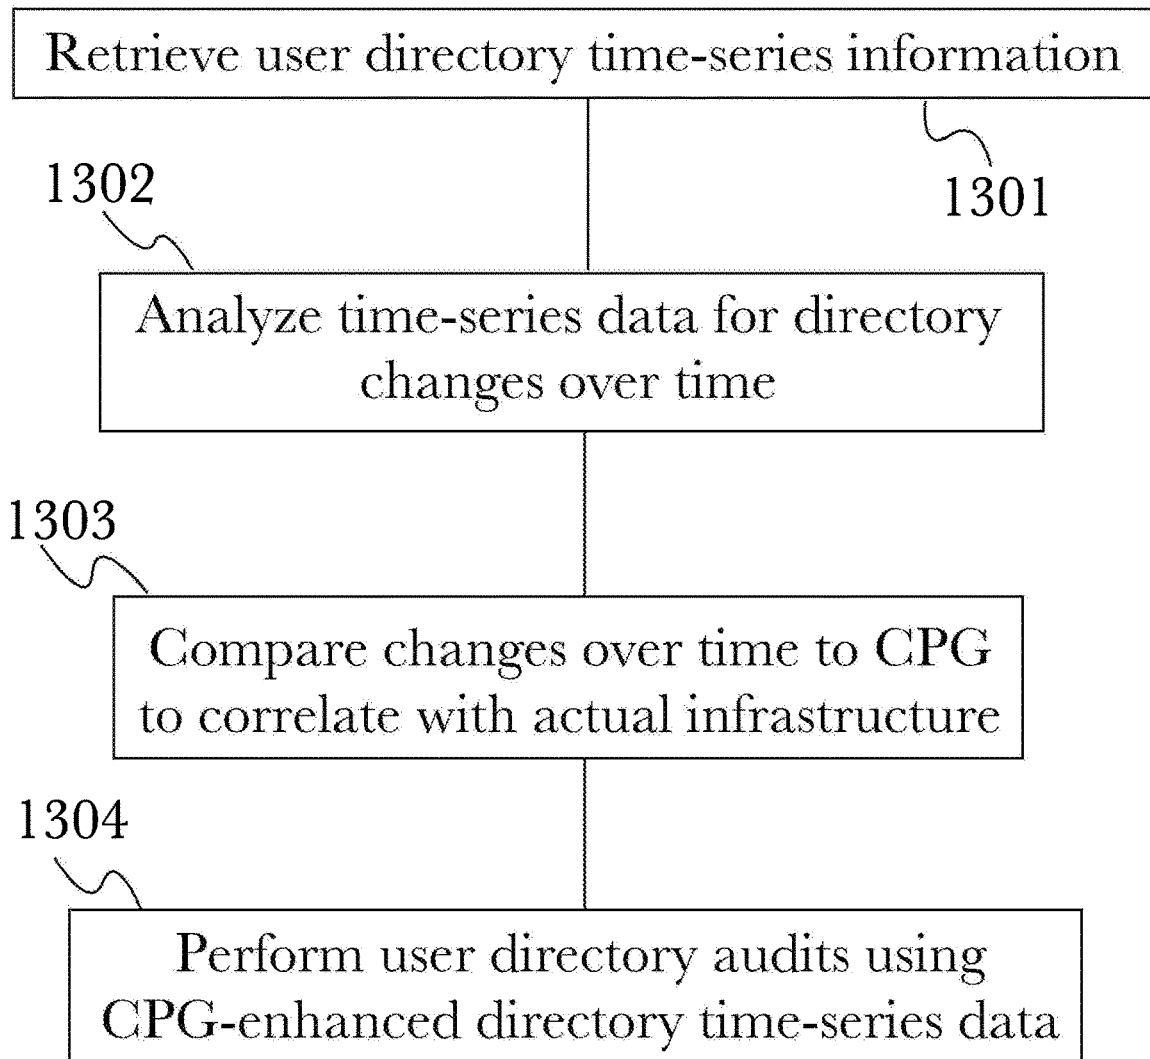 Retrieve user directory time-series information
1301
1302
Analyze time-series data for directory
changes over time
1303
Compare changes over time to CPG
to correlate with actual infrastructure
1304
Perform user directory audits using
CPG-enhanced directory time-series data